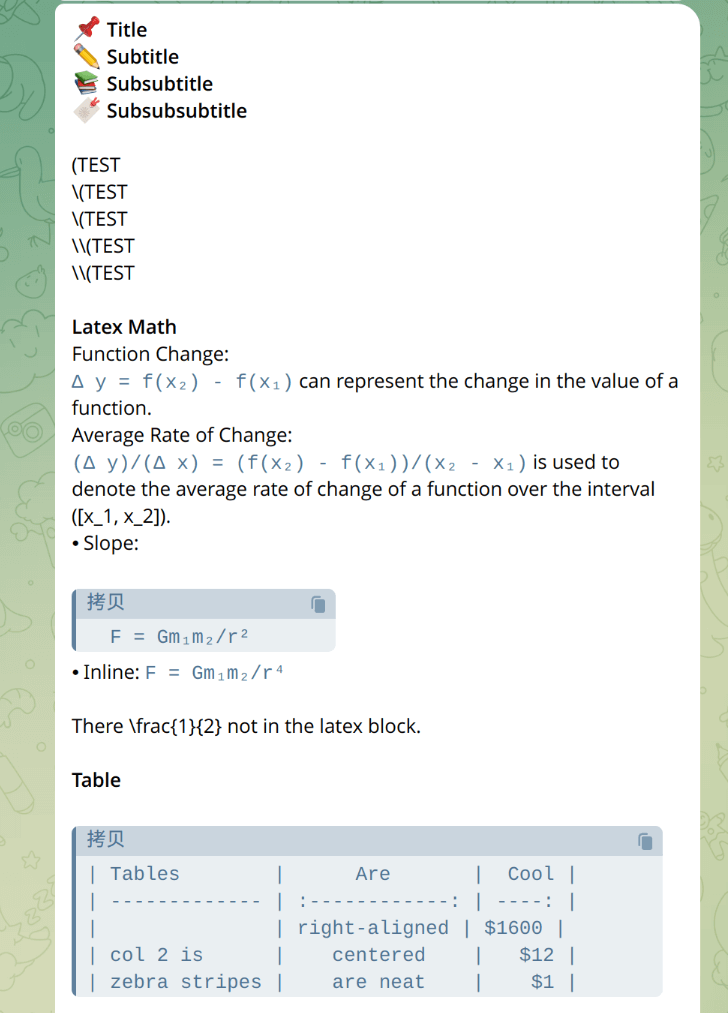 📌 Title
✏️ Subtitle
📚 Subsubtitle
🔖 Subsubsubtitle
(TEST
\(TEST
\(TEST
\\(TEST
\\(TEST
Latex Math
Function Change:
Δ y = f(x₂) - f(x₁) can represent the change in the value of a
function.
Average Rate of Change:
(Δ y)/(Δ x) = (f(x₂) - f(x₁))/(x₂ - x₁) is used to
denote the average rate of change of a function over the interval
([x_1, x_2]).
• Slope:
拷贝
F = Gm₁m₂/r²
• Inline: F = Gm₁m₂/r⁴
There \frac{1}{2} not in the latex block.
Table
拷贝
| Tables        |      Are      |  Cool |
| ------------- | :------------: | ----: |
|               | right-aligned | $1600 |
| col 2 is      |    centered    |   $12 |
| zebra stripes |    are neat    |    $1 |